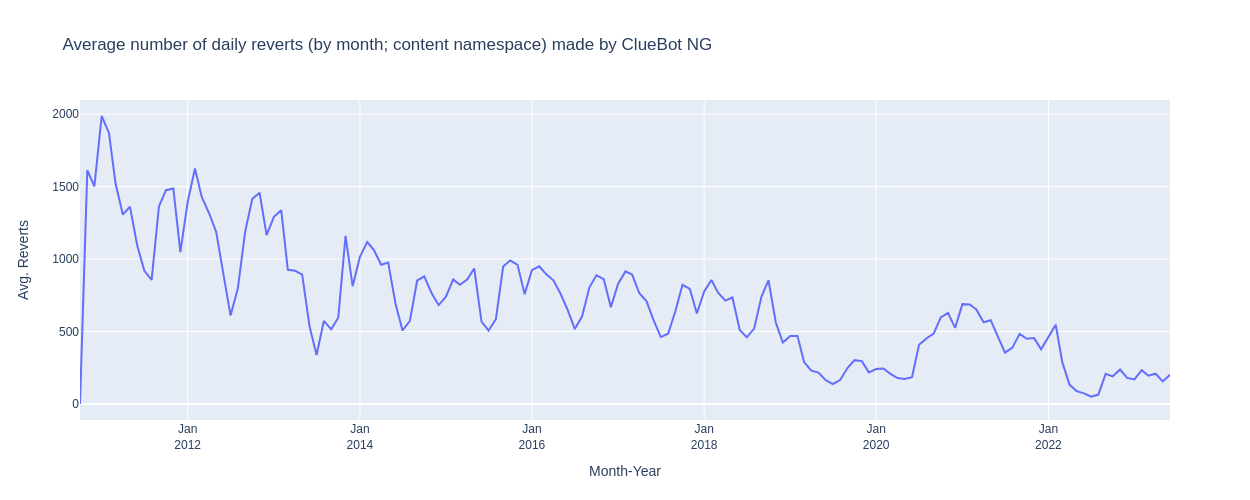 Average number of daily reverts (by month; content namespace) made by ClueBot NG
2000
1500
1000
500
0
Avg. Reverts
Jan Jan Jan Jan Jan Jan
2012 2014 2016 2018 2020 2022
Month-Year